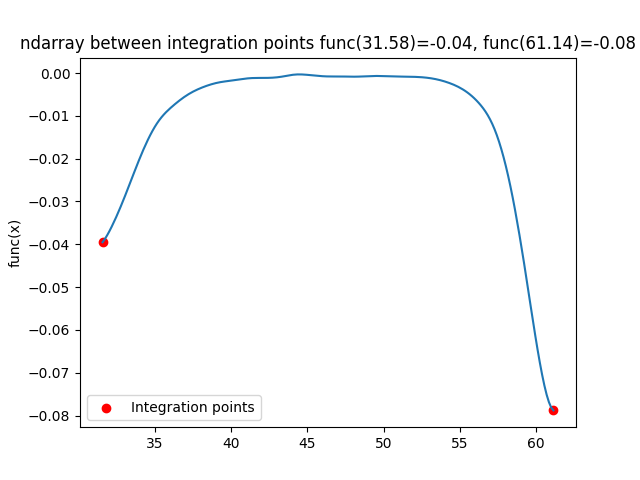 ndarray between integration points func(31.58)=-0.04, func(61.14)=-0.08
0.00
−0.01
−0.02
−0.03
−0.04
−0.05
−0.06
−0.07
−0.08
func(x)
Integration points
35 40 45 50 55 60